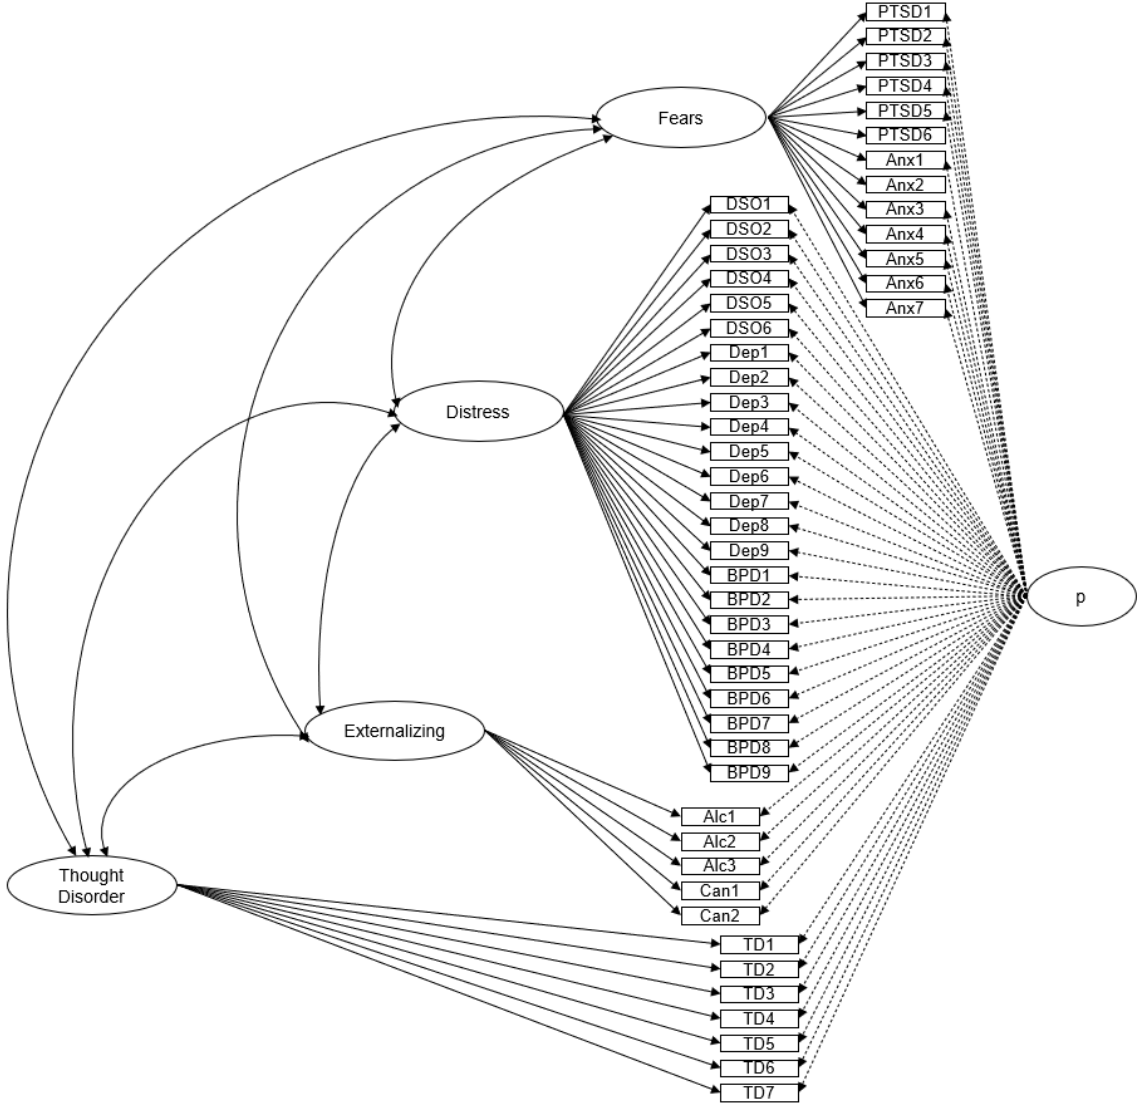 PTSD1
PTSD2
PTSD3
PTSD4
PTSD5
PTSD6
Anx1
Anx2
Anx3
Anx4
Anx5
Anx6
Anx7
Fears
DSO1
DSO2
DSO3
DSO4
DSO5
DSO6
Dep1
Dep2
Dep3
Dep4
Dep5
Dep6
Dep7
Dep8
Dep9
BPD1
BPD2
BPD3
BPD4
BPD5
BPD6
BPD7
BPD8
BPD9
Distress
p
Externalizing
Alc1
Alc2
Alc3
Can1
Can2
Thought
Disorder
TD1
TD2
TD3
TD4
TD5
TD6
TD7